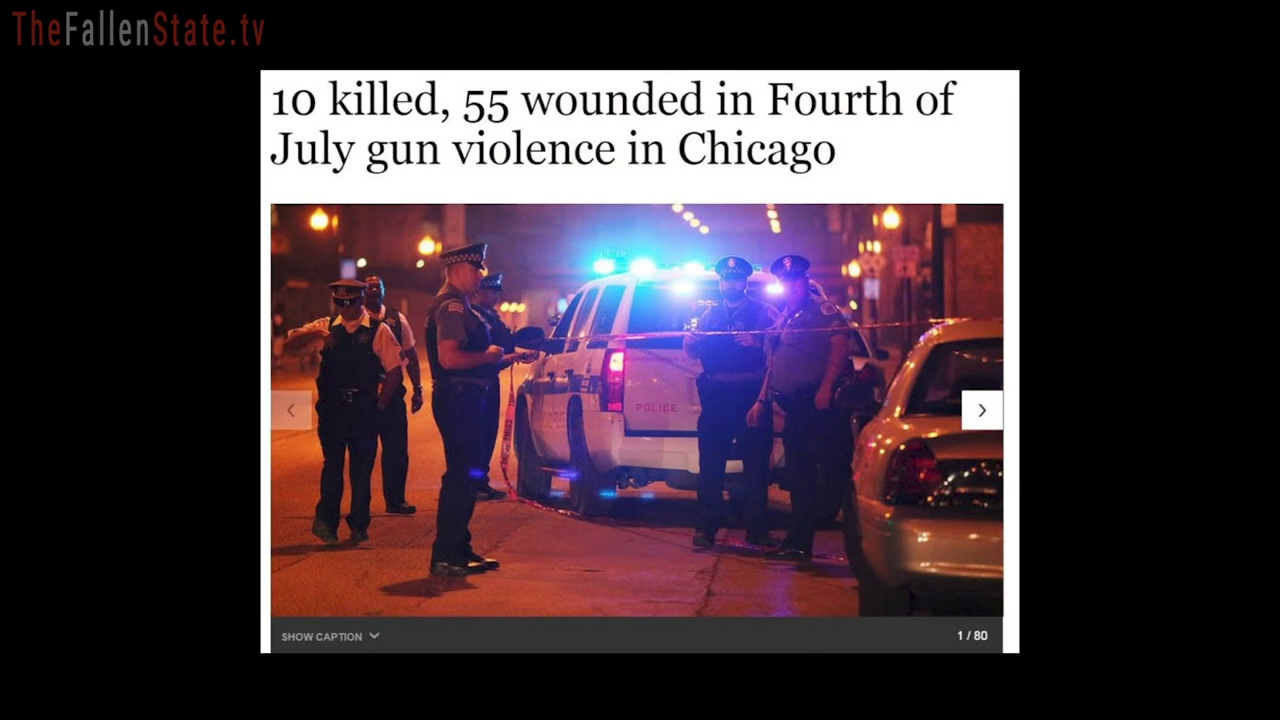 TheFallenState.tv
10 killed, 55 wounded in Fourth of
July gun violence in Chicago
POLICE
SHOW CAPTION
1 / 80